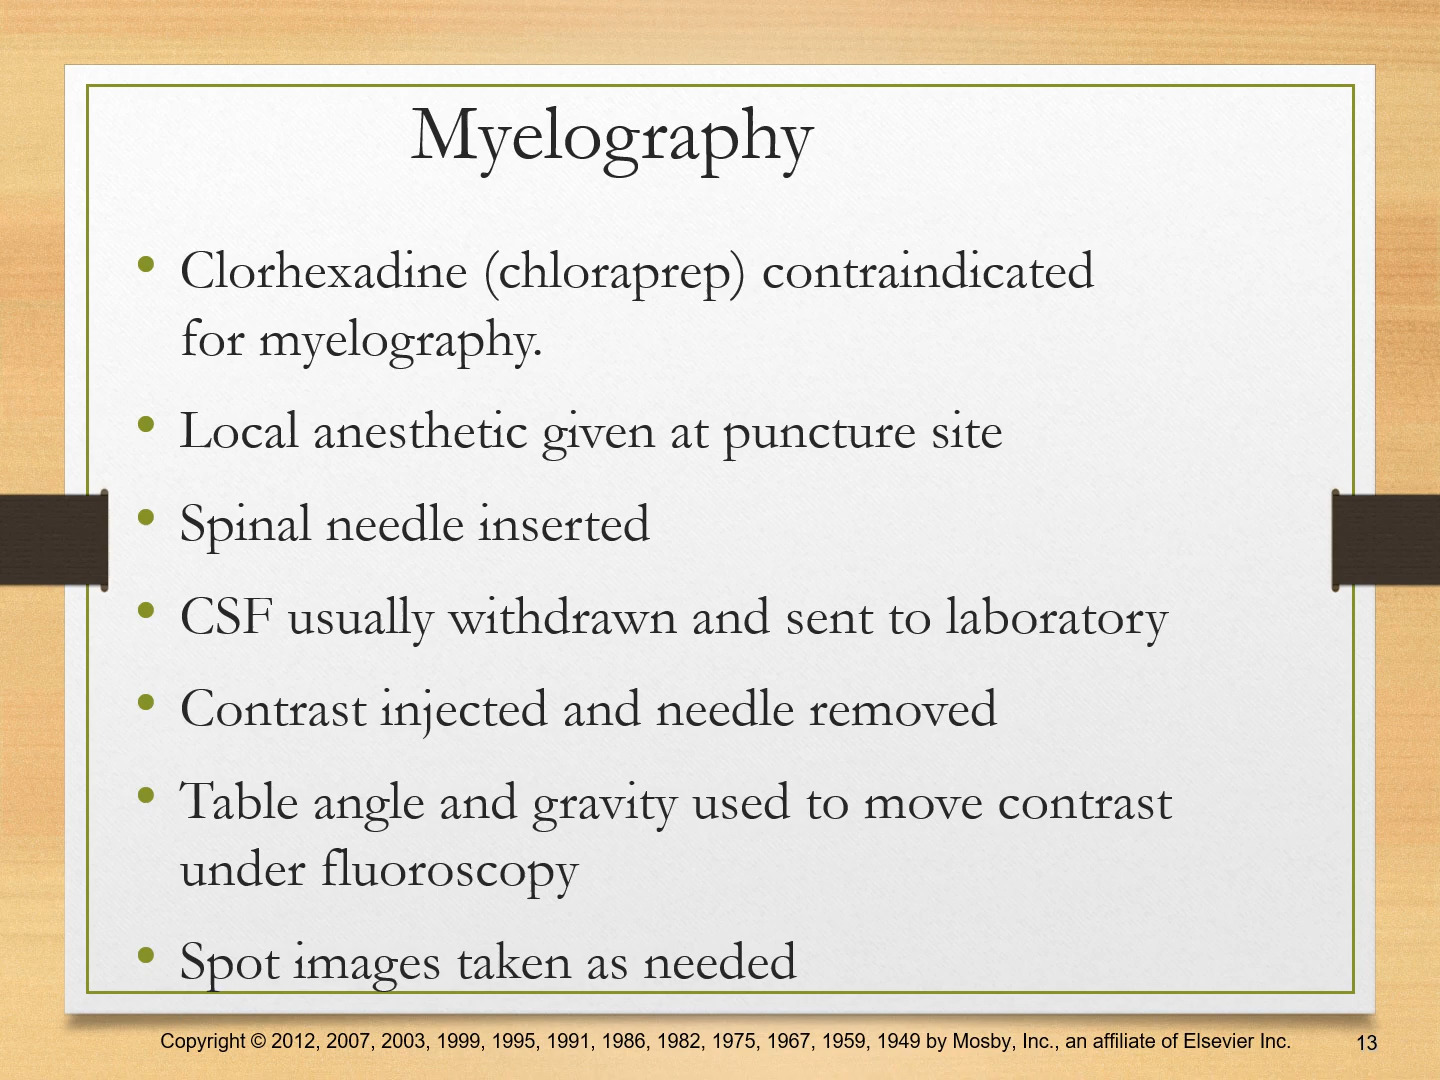 Myelography
• Clorhexadine (chloraprep) contraindicated
for myelography.
• Local anesthetic given at puncture site
• Spinal needle inserted
• CSF usually withdrawn and sent to laboratory
• Contrast injected and needle removed
• Table angle and gravity used to move contrast
under fluoroscopy
• Spot images taken as needed
Copyright © 2012, 2007, 2003, 1999, 1995, 1991, 1986, 1982, 1975, 1967, 1959, 1949 by Mosby, Inc., an affiliate of Elsevier Inc.
13